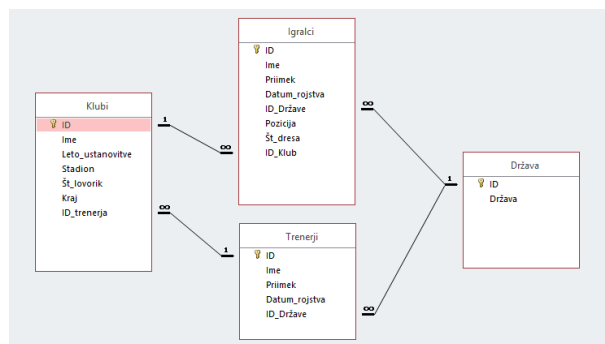 Klubi
ID
Ime
Leto_ustanovitve
Stadion
Št_lovorik
Kraj
ID_trenerja
Igralci
ID
Ime
Priimek
Datum_rojstva
ID_Države
Pozicija
Št_dresa
ID_Klub
Trenerji
ID
Ime
Priimek
Datum_rojstva
ID_Države
Država
ID
Država
1
∞
∞
1
∞
1
∞